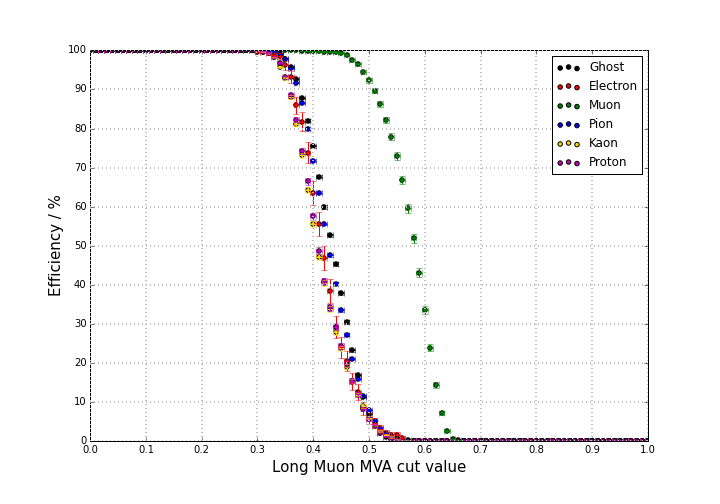 100
90
80
70
60
50
40
30
20
10
0
Efficiency / %
Ghost
Electron
Muon
Pion
Kaon
Proton
0.0 0.1 0.2 0.3 0.4 0.5 0.6 0.7 0.8 0.9 1.0
Long Muon MVA cut value